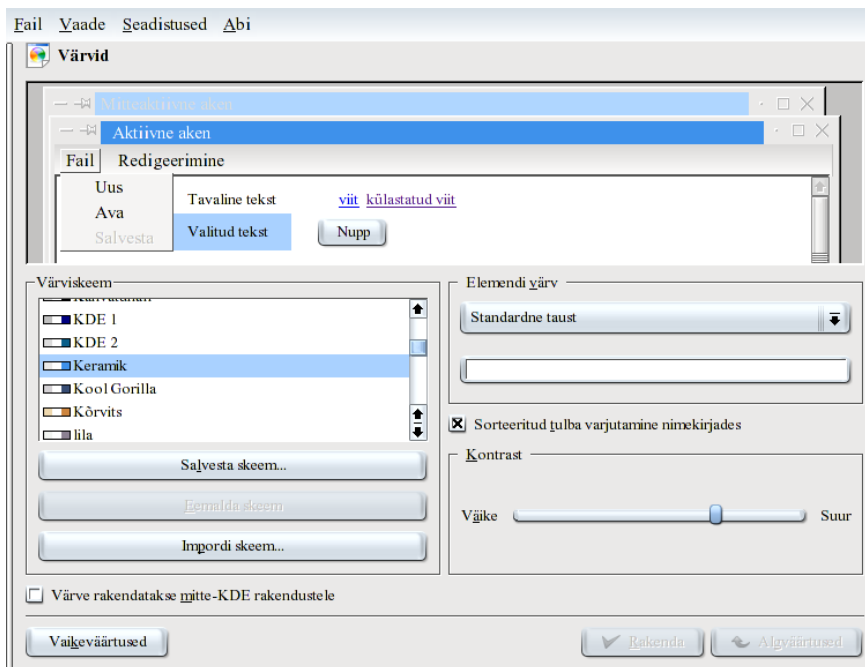 Fail Vaade Seadistused Abi
Värvid
Mitteaktiivne aken
Aktiivne aken
Fail Redigeerimine
Uus
Ava
Salvesta
Tavaline tekst viit külastatud viit
Valitud tekst Nupp
Värviskeem
KDE 1
KDE 2
Keramik
Kool Gorilla
Kõrvits
lila
Salvesta skeem...
Eemalda skeem
Impordi skeem...
Elemendi värv
Standardne taust
Sorteeritud tulba varjutamine nimekirjades
Kontrast
Väike Suur
Värve rakendatakse mitte-KDE rakendustele
Vaikeväärtused Rakenda Algväärtused